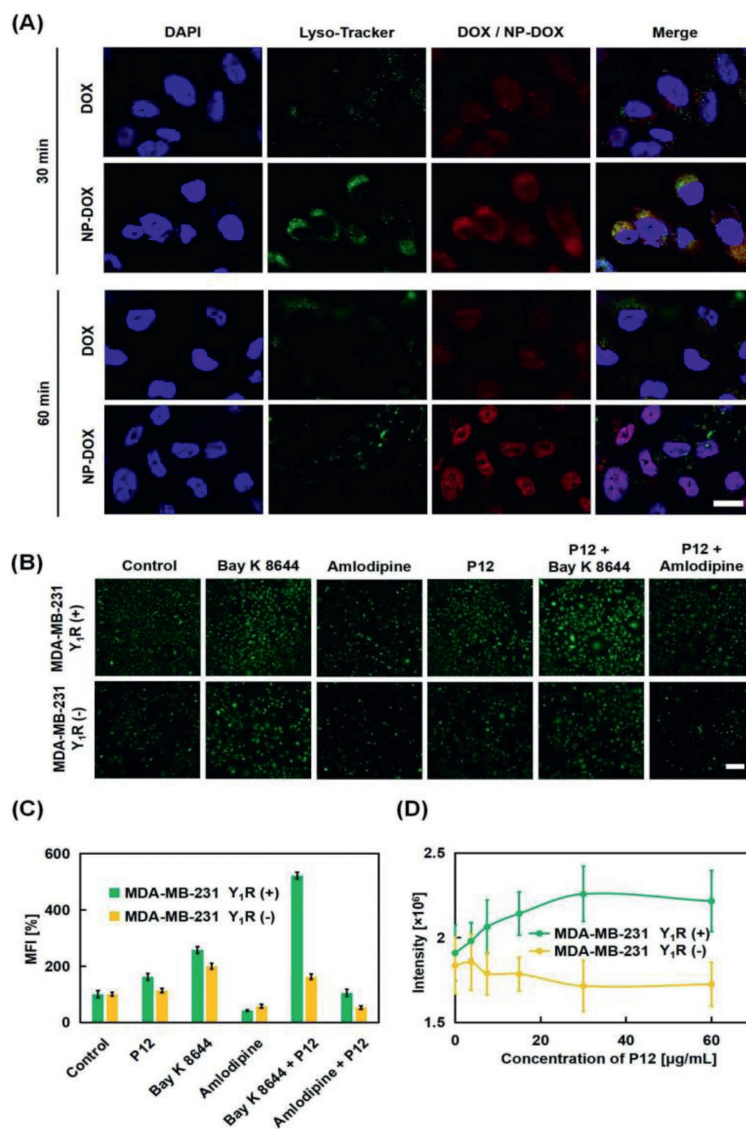 (A)
DAPI Lyso-Tracker DOX / NP-DOX Merge
30 min
DOX
NP-DOX
60 min
DOX
NP-DOX
(B)
Control Bay K 8644 Amlodipine P12 P12 + Bay K 8644 P12 + Amlodipine
MDA-MB-231 Y₁R (+)
MDA-MB-231 Y₁R (-)
(C)
MFI [%]
600
400
200
0
MDA-MB-231 Y₁R (+)
MDA-MB-231 Y₁R (-)
Control P12 Bay K 8644 Amlodipine Bay K 8644 + P12 Amlodipine + P12
(D)
Intensity [×10⁶]
2.5
2
1.5
MDA-MB-231 Y₁R (+)
MDA-MB-231 Y₁R (-)
0 20 40 60
Concentration of P12 [µg/mL]